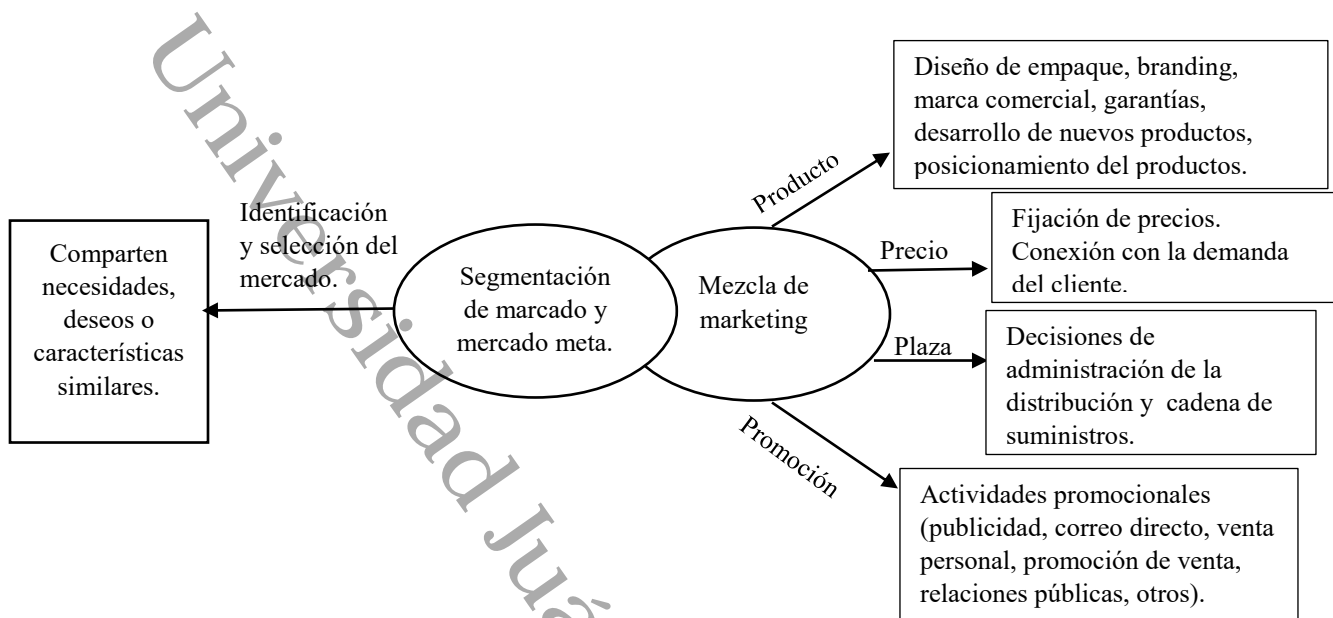 Comparten
necesidades,
deseos o
característicias
similares.
Identificación
y selección del
mercado.
Segmentación
de marcado y
mercado meta.
Mezcla de
marketing
Producto
Diseño de empaque, branding,
marca comercial, garantías,
desarrollo de nuevos productos,
posicionamiento del productos.
Precio
Fijación de precios.
Conexión con la demanda
del cliente.
Plaza
Decisiones de
administración de la
distribución y cadena de
suministros.
Promoción
Actividades promocionales
(publicidad, correo directo, venta
personal, promoción de venta,
relaciones públicas, otros).
Universidad Juá